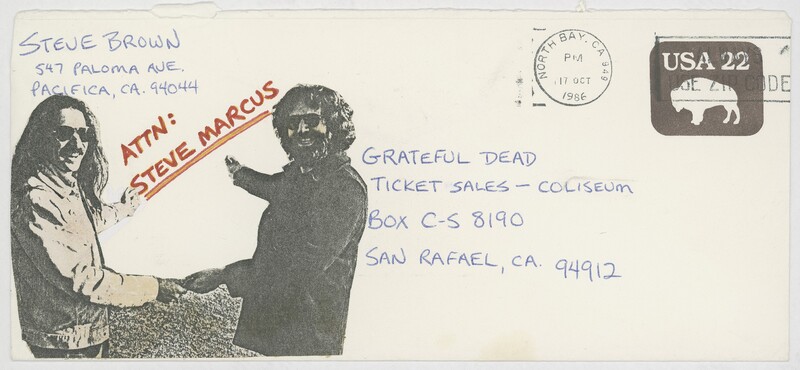 STEVE BROWN
547 PALOMA AVE.
PACIFICA, CA. 94044
ATTN:
STEVE MARCUS
NORTH BAY, CA 949
PM
17 OCT
1986
USA 22
USE ZIP CODE
GRATEFUL DEAD
TICKET SALES — COLISEUM
BOX C-S 8190
SAN RAFAEL, CA. 94912